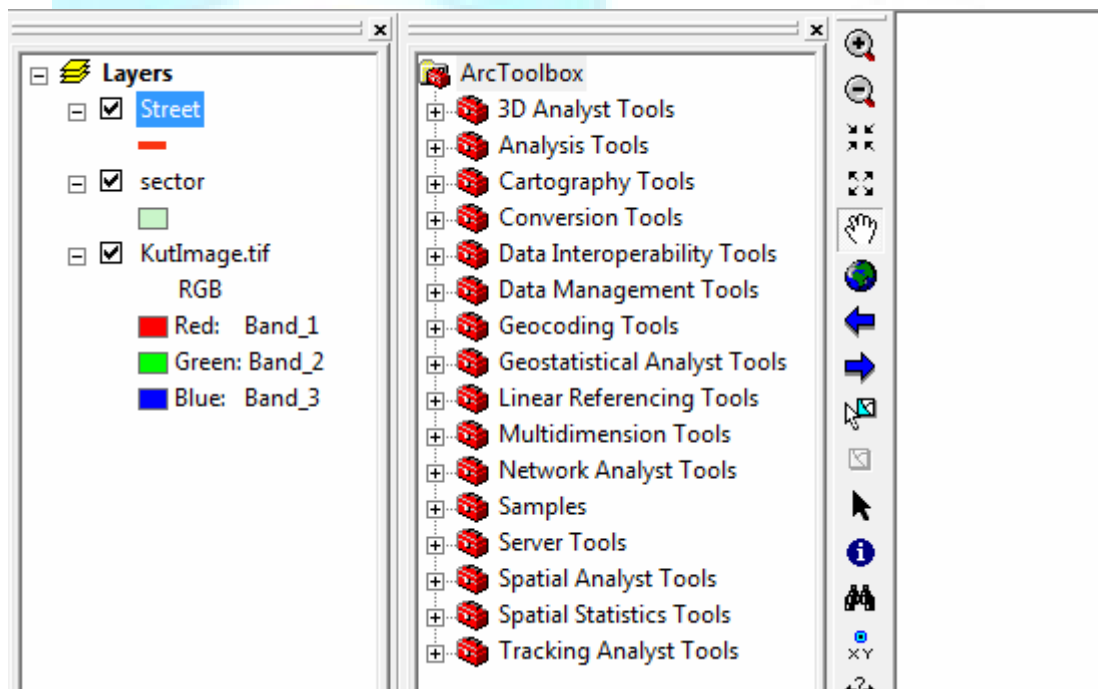 Layers
Street
sector
KutImage.tif
RGB
Red: Band_1
Green: Band_2
Blue: Band_3
ArcToolbox
3D Analyst Tools
Analysis Tools
Cartography Tools
Conversion Tools
Data Interoperability Tools
Data Management Tools
Geocoding Tools
Geostatistical Analyst Tools
Linear Referencing Tools
Multidimension Tools
Network Analyst Tools
Samples
Server Tools
Spatial Analyst Tools
Spatial Statistics Tools
Tracking Analyst Tools
XY